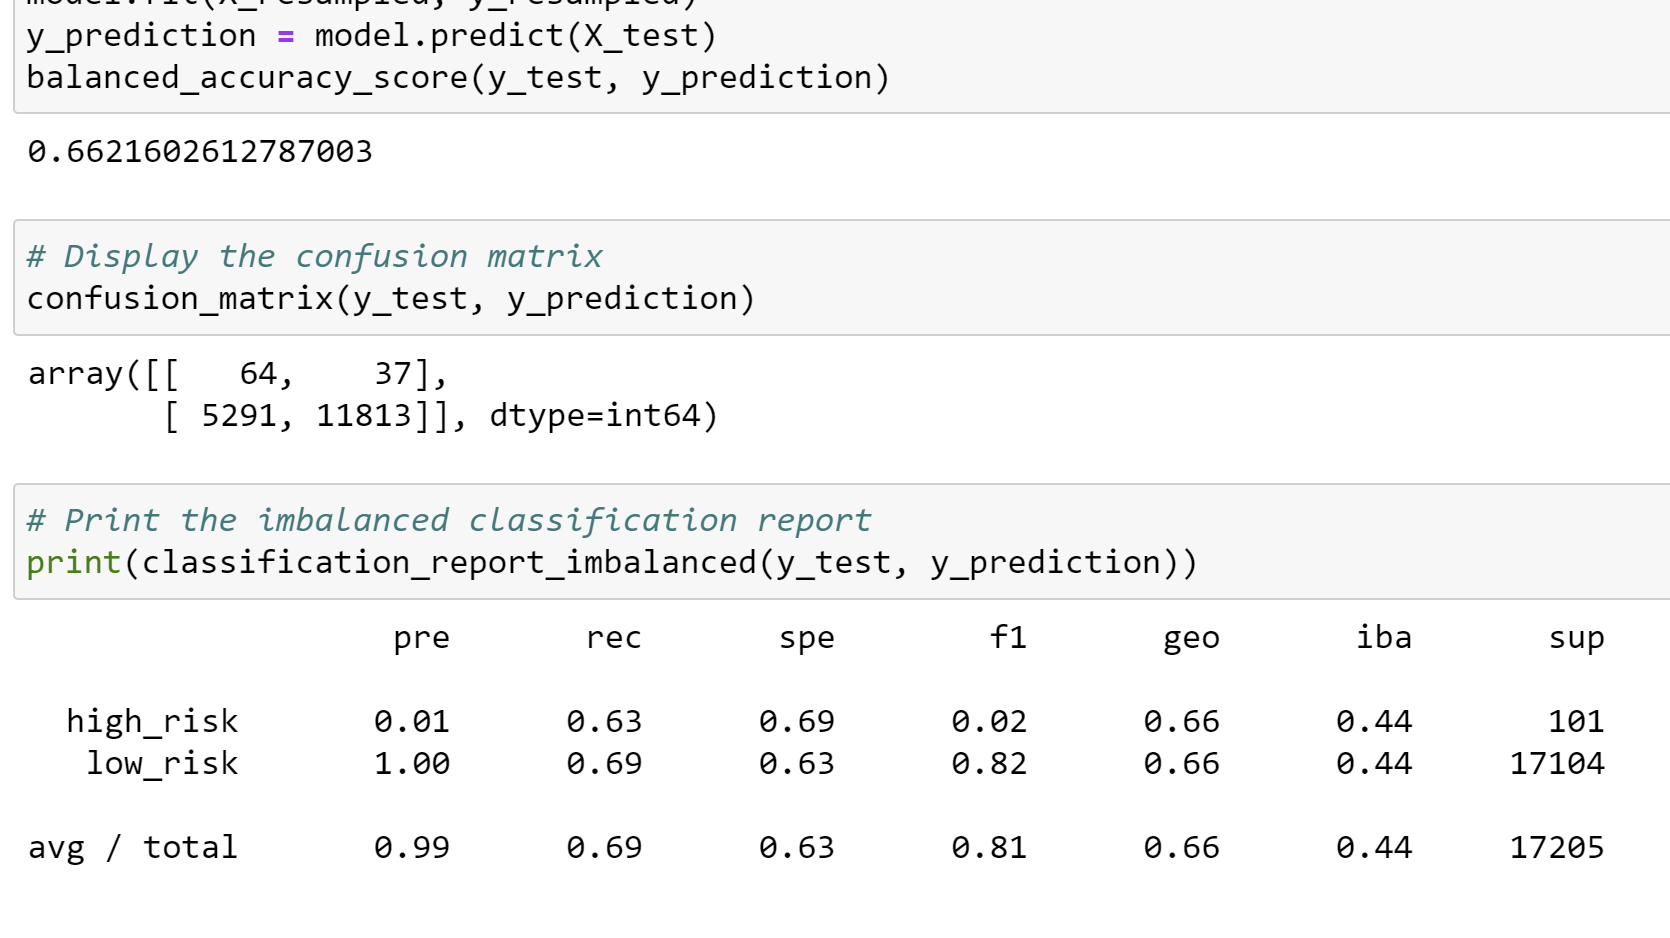 model.fit(X_resampled, y_resampled)
y_prediction = model.predict(X_test)
balanced_accuracy_score(y_test, y_prediction)
0.6621602612787003
# Display the confusion matrix
confusion_matrix(y_test, y_prediction)
array([[   64,    37],
       [ 5291, 11813]], dtype=int64)
# Print the imbalanced classification report
print(classification_report_imbalanced(y_test, y_prediction))
pre rec spe f1 geo iba sup
high_risk 0.01 0.63 0.69 0.02 0.66 0.44 101
low_risk 1.00 0.69 0.63 0.82 0.66 0.44 17104
avg / total 0.99 0.69 0.63 0.81 0.66 0.44 17205